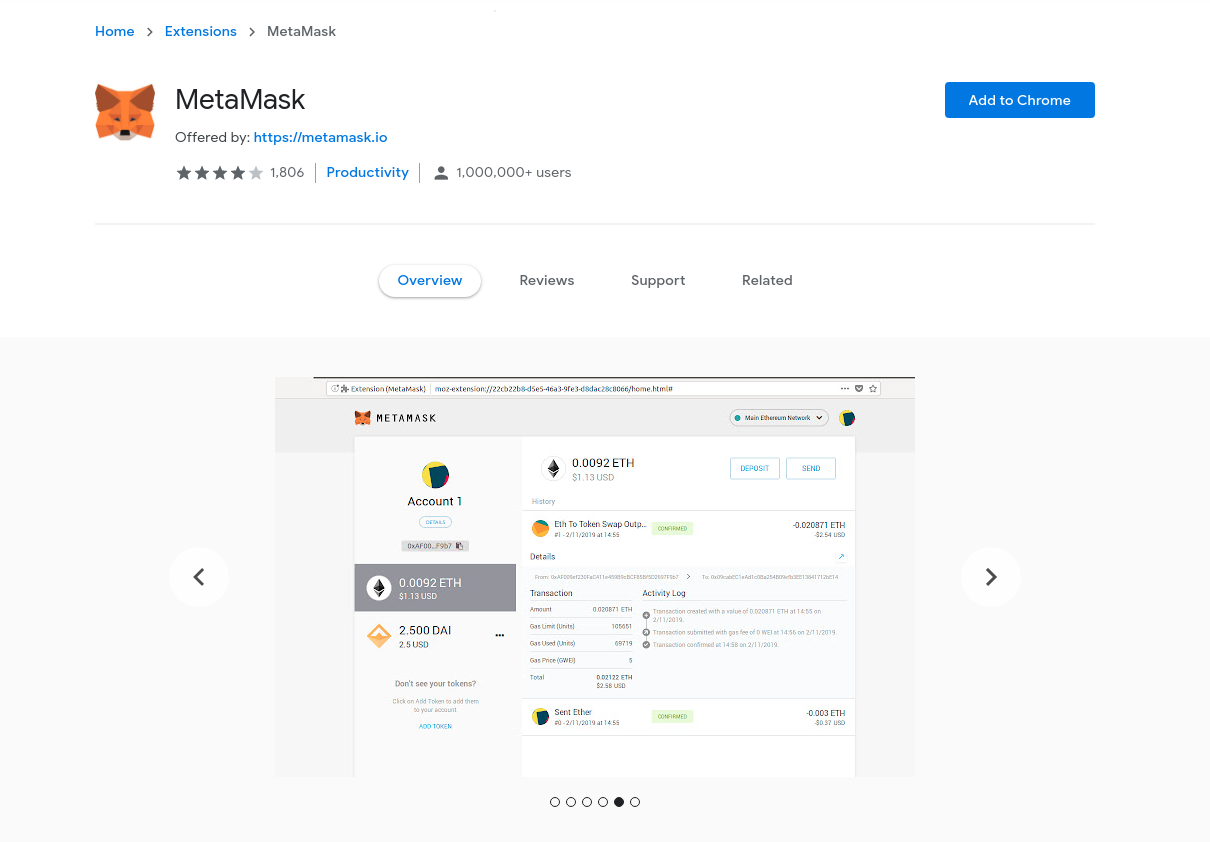 Home > Extensions > MetaMask
MetaMask
Add to Chrome
Offered by: https://metamask.io
1,806 Productivity 1,000,000+ users
Overview Reviews Support Related
Extension (MetaMask) moz-extension://22cb22b8-d5e5-46a3-9fe3-d8dac28c8066/home.html#
METAMASK
Main Ethereum Network
Account 1
DETAILS
0xAF00...F9b7
0.0092 ETH
$1.13 USD
2.500 DAI
2.5 USD
Don't see your tokens?
Click on Add Token to add them
to your account
ADD TOKEN
0.0092 ETH
$1.13 USD
DEPOSIT SEND
History
Eth To Token Swap Outp... CONFIRMED -0.020871 ETH
#1 - 2/11/2019 at 14:55 -$2.54 USD
Details
From: To:
Transaction Activity Log
Amount 0.020871 ETH
Gas Limit (Units) 105651
Gas Used (Units) 69719
Gas Price (GWEI) 5
Total 0.02122 ETH
$2.58 USD
Transaction created with a value of 0.020871 ETH at 14:55 on
2/11/2019.
Transaction submitted with gas fee of 0 WEI at 14:56 on 2/11/2019.
Transaction confirmed at 14:58 on 2/11/2019.
Sent Ether CONFIRMED -0.003 ETH
#0 - 2/11/2019 at 14:55 -$0.37 USD